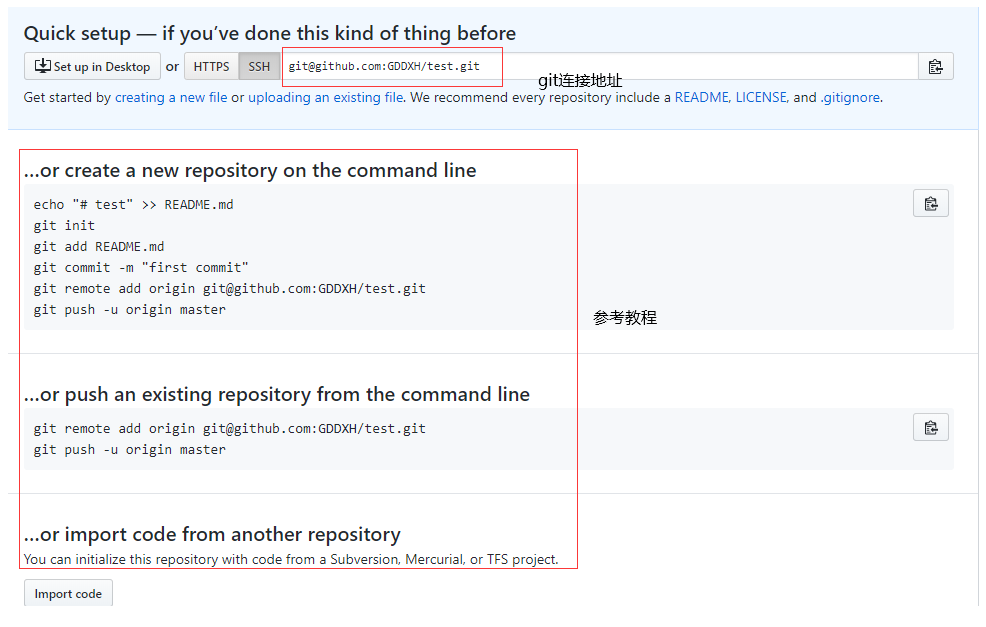 Quick setup — if you’ve done this kind of thing before
Set up in Desktop or HTTPS SSH git@github.com:GDDXH/test.git
git连接地址
Get started by creating a new file or uploading an existing file. We recommend every repository include a README, LICENSE, and .gitignore.
…or create a new repository on the command line
echo "# test" >> README.md
git init
git add README.md
git commit -m "first commit"
git remote add origin git@github.com:GDDXH/test.git
git push -u origin master
参考教程
…or push an existing repository from the command line
git remote add origin git@github.com:GDDXH/test.git
git push -u origin master
…or import code from another repository
You can initialize this repository with code from a Subversion, Mercurial, or TFS project.
Import code